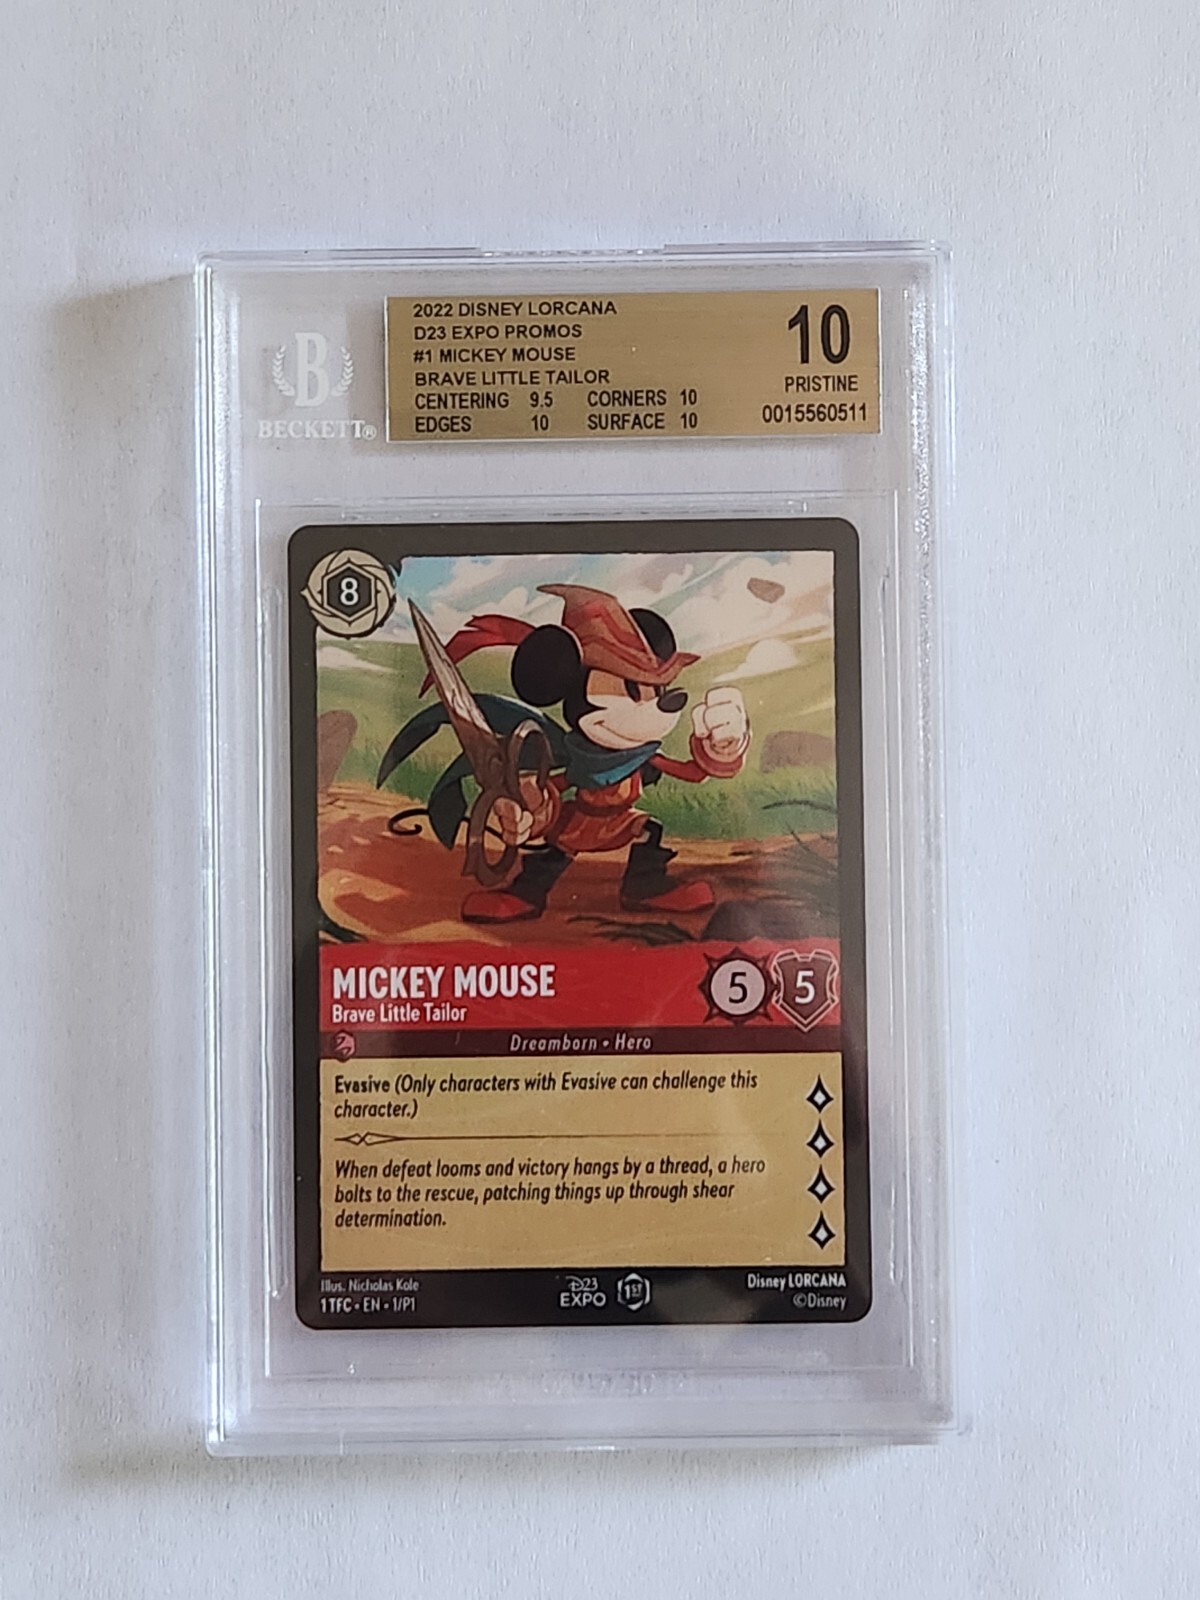 2022 DISNEY LORCANA
D23 EXPO PROMOS
#1 MICKEY MOUSE
BRAVE LITTLE TAILOR
CENTERING 9.5 CORNERS 10
EDGES 10 SURFACE 10
10
PRISTINE
0015560511
B
BECKETT®
8
MICKEY MOUSE
Brave Little Tailor
5 5
Dreamborn • Hero
Evasive (Only characters with Evasive can challenge this
character.)
When defeat looms and victory hangs by a thread, a hero
bolts to the rescue, patching things up through shear
determination.
Illus. Nicholas Kole
1TFC • EN • 1/P1
D23
EXPO
1ST
Disney LORCANA
©Disney